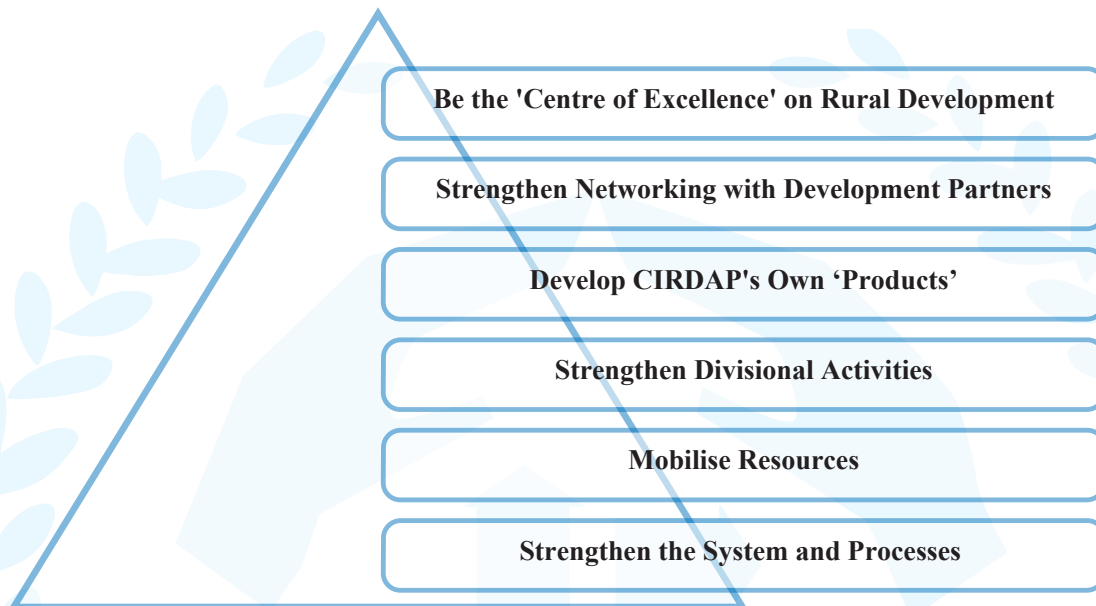 Be the 'Centre of Excellence' on Rural Development
Strengthen Networking with Development Partners
Develop CIRDAP's Own ‘Products’
Strengthen Divisional Activities
Mobilise Resources
Strengthen the System and Processes